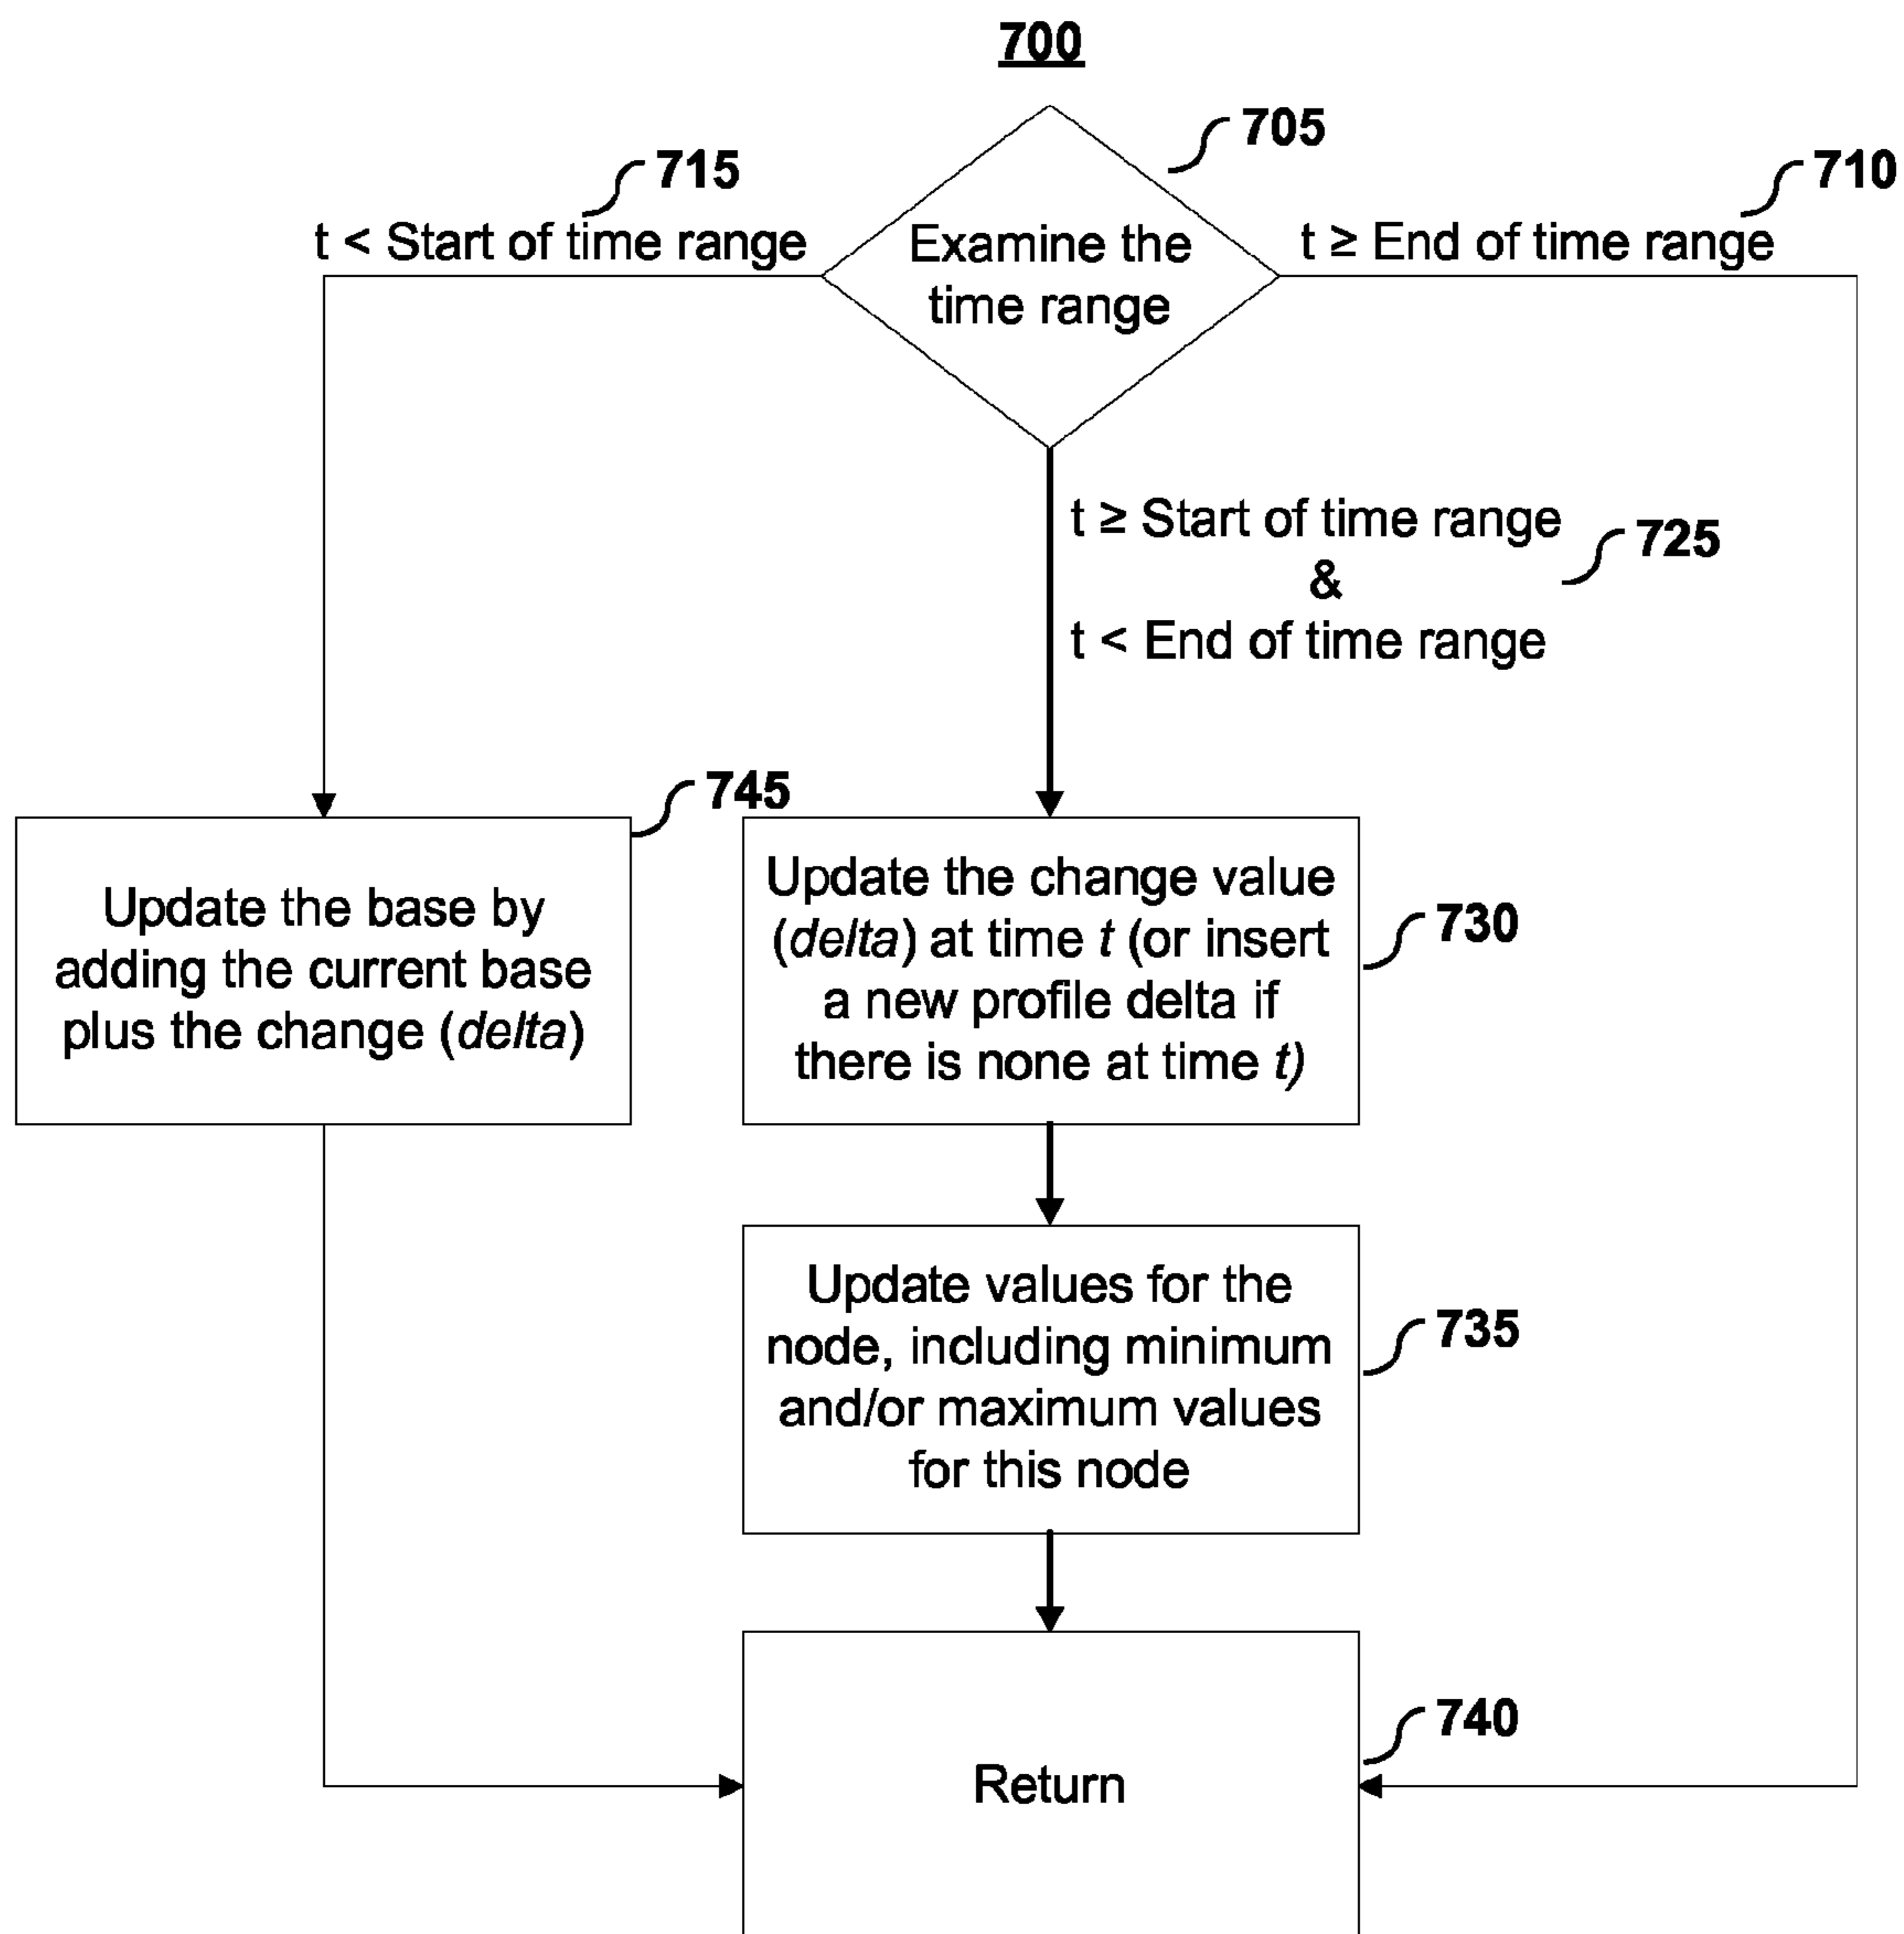 700
705
715
710
t < Start of time range
Examine the
time range
t ≥ End of time range
t ≥ Start of time range
&
t < End of time range
725
745
Update the base by
adding the current base
plus the change (delta)
Update the change value
(delta) at time t (or insert
a new profile delta if
there is none at time t)
730
Update values for the
node, including minimum
and/or maximum values
for this node
735
Return
740